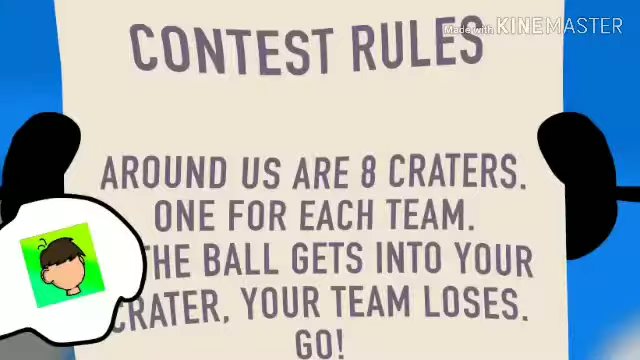 Made with KINEMASTER
CONTEST RULES
AROUND US ARE 8 CRATERS.
ONE FOR EACH TEAM.
THE BALL GETS INTO YOUR
CRATER, YOUR TEAM LOSES.
GO!